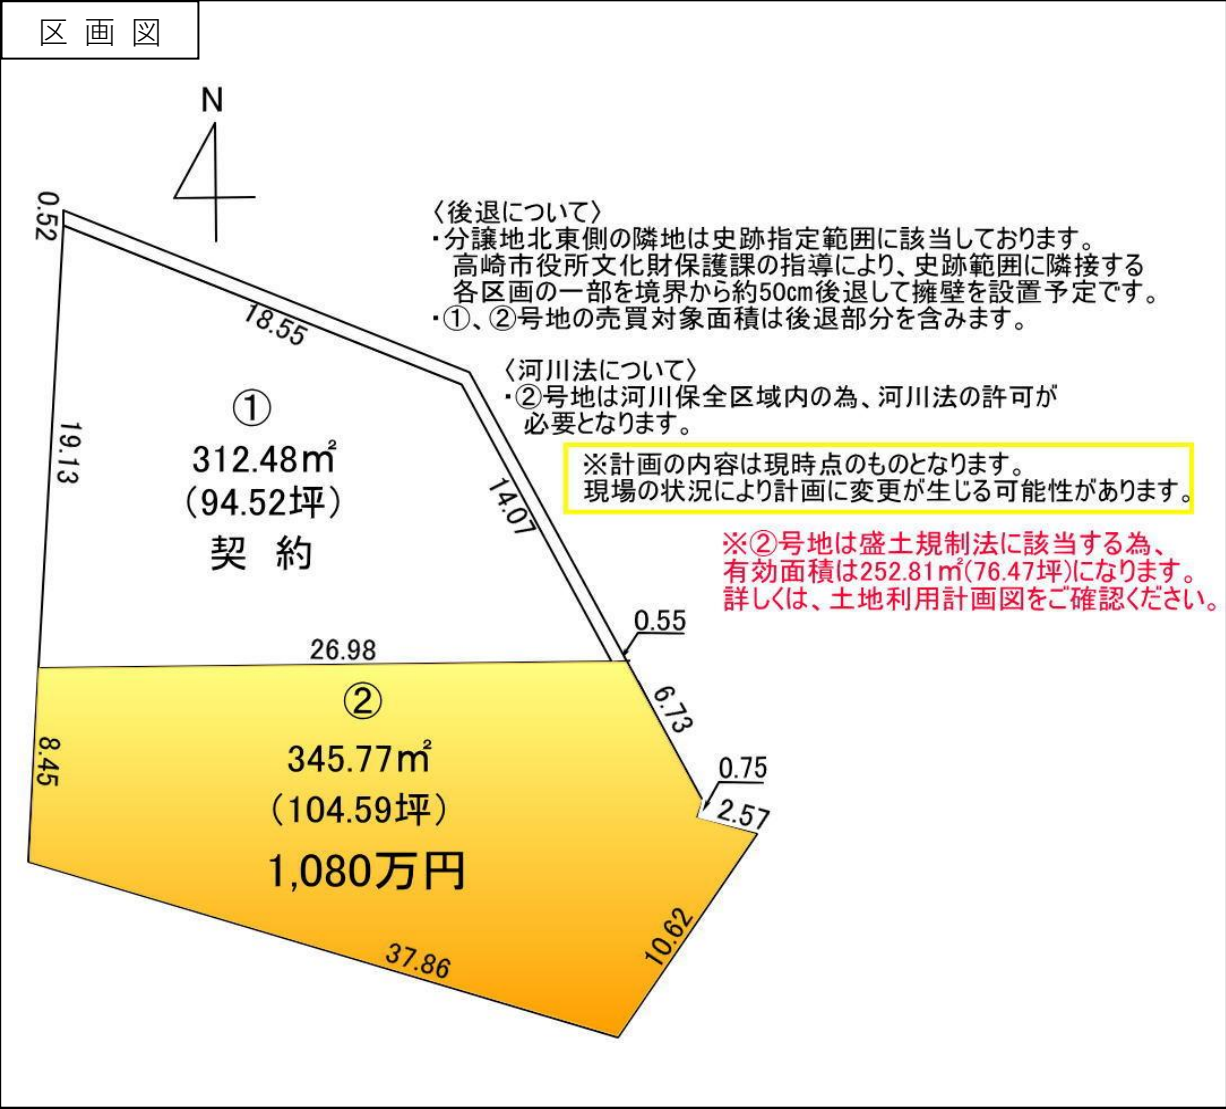 区画図
N
〈後退について〉
・分譲地北東側の隣地は史跡指定範囲に該当しております。
高崎市役所文化財保護課の指導により、史跡範囲に隣接する
各区画の一部を境界から約50cm後退して擁壁を設置予定です。
・①、②号地の売買対象面積は後退部分を含みます。
〈河川法について〉
・②号地は河川保全区域内の為、河川法の許可が
必要となります。
※計画の内容は現時点のものとなります。
現場の状況により計画に変更が生じる可能性があります。
※②号地は盛土規制法に該当する為、
有効面積は252.81㎡(76.47坪)になります。
詳しくは、土地利用計画図をご確認ください。
0.52
18.55
19.13
①
312.48㎡
（94.52坪）
契 約
14.07
0.55
26.98
②
345.77㎡
（104.59坪）
1,080万円
6.73
0.75
2.57
8.45
10.62
37.86